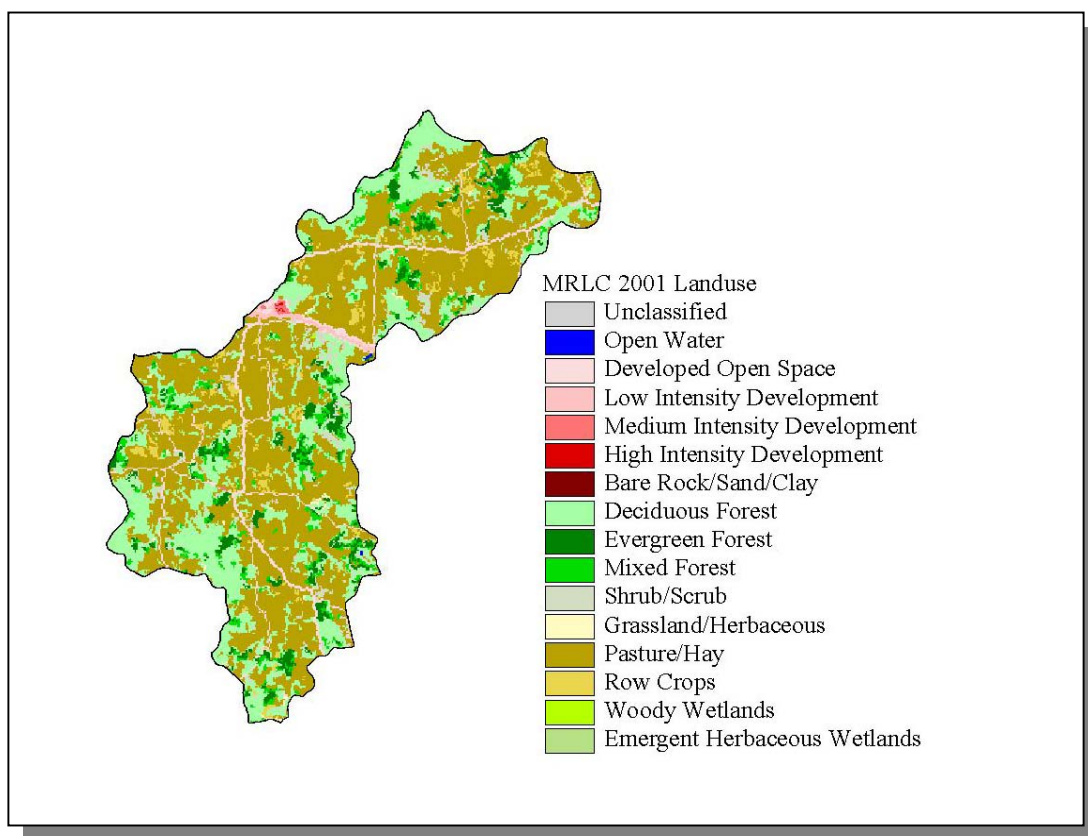 MRLC 2001 Landuse
Unclassified
Open Water
Developed Open Space
Low Intensity Development
Medium Intensity Development
High Intensity Development
Bare Rock/Sand/Clay
Deciduous Forest
Evergreen Forest
Mixed Forest
Shrub/Scrub
Grassland/Herbaceous
Pasture/Hay
Row Crops
Woody Wetlands
Emergent Herbaceous Wetlands